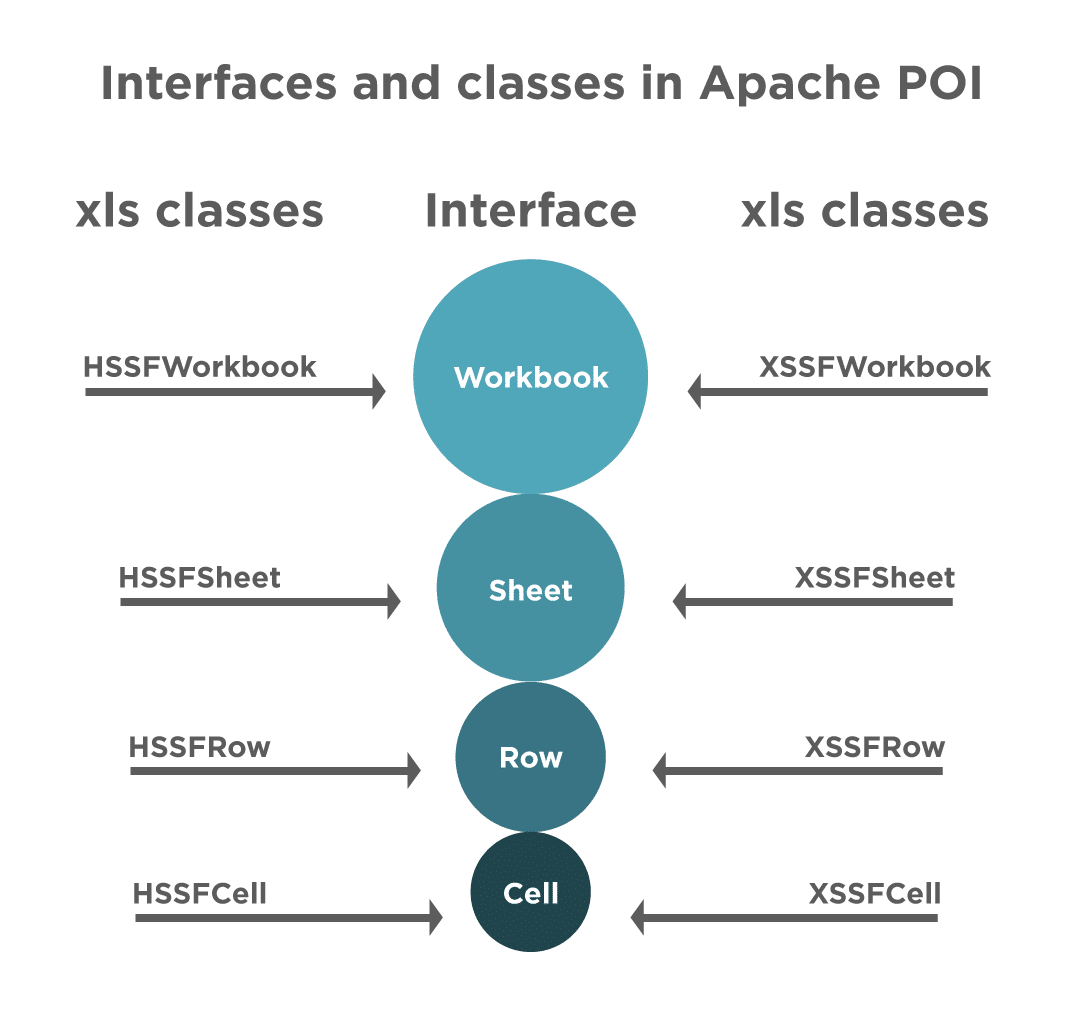 Interfaces and classes in Apache POI
xls classes
Interface
xls classes
HSSFWorkbook
Workbook
XSSFWorkbook
HSSFSheet
Sheet
XSSFSheet
HSSFRow
Row
XSSFRow
HSSFCell
Cell
XSSFCell